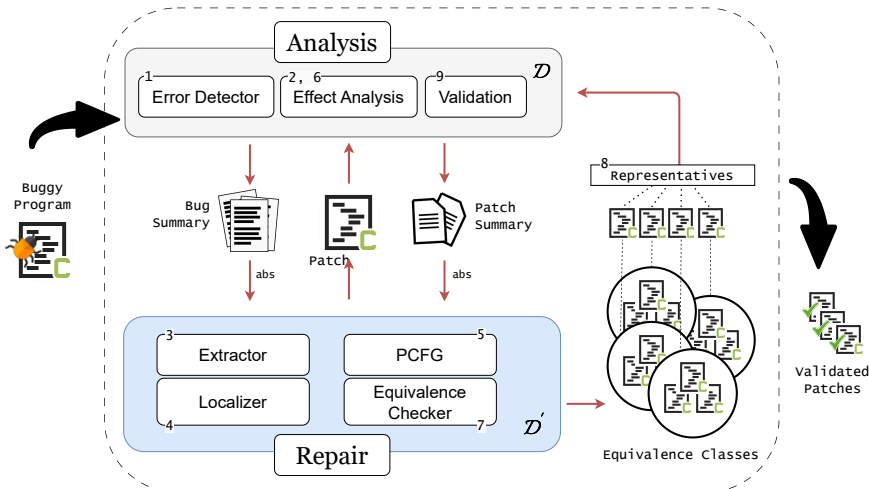 Analysis
1
2, 6
9
Error Detector
Effect Analysis
Validation
𝒟
8
Representatives
Buggy
Program
C
Bug
Summary
Patch
C
Patch
Summary
abs
abs
C
C
C
C
3
5
Extractor
PCFG
Localizer
Equivalence
Checker
4
7
𝒟′
Repair
C
C
C
C
C
C
C
C
C
Equivalence Classes
C
Validated
Patches